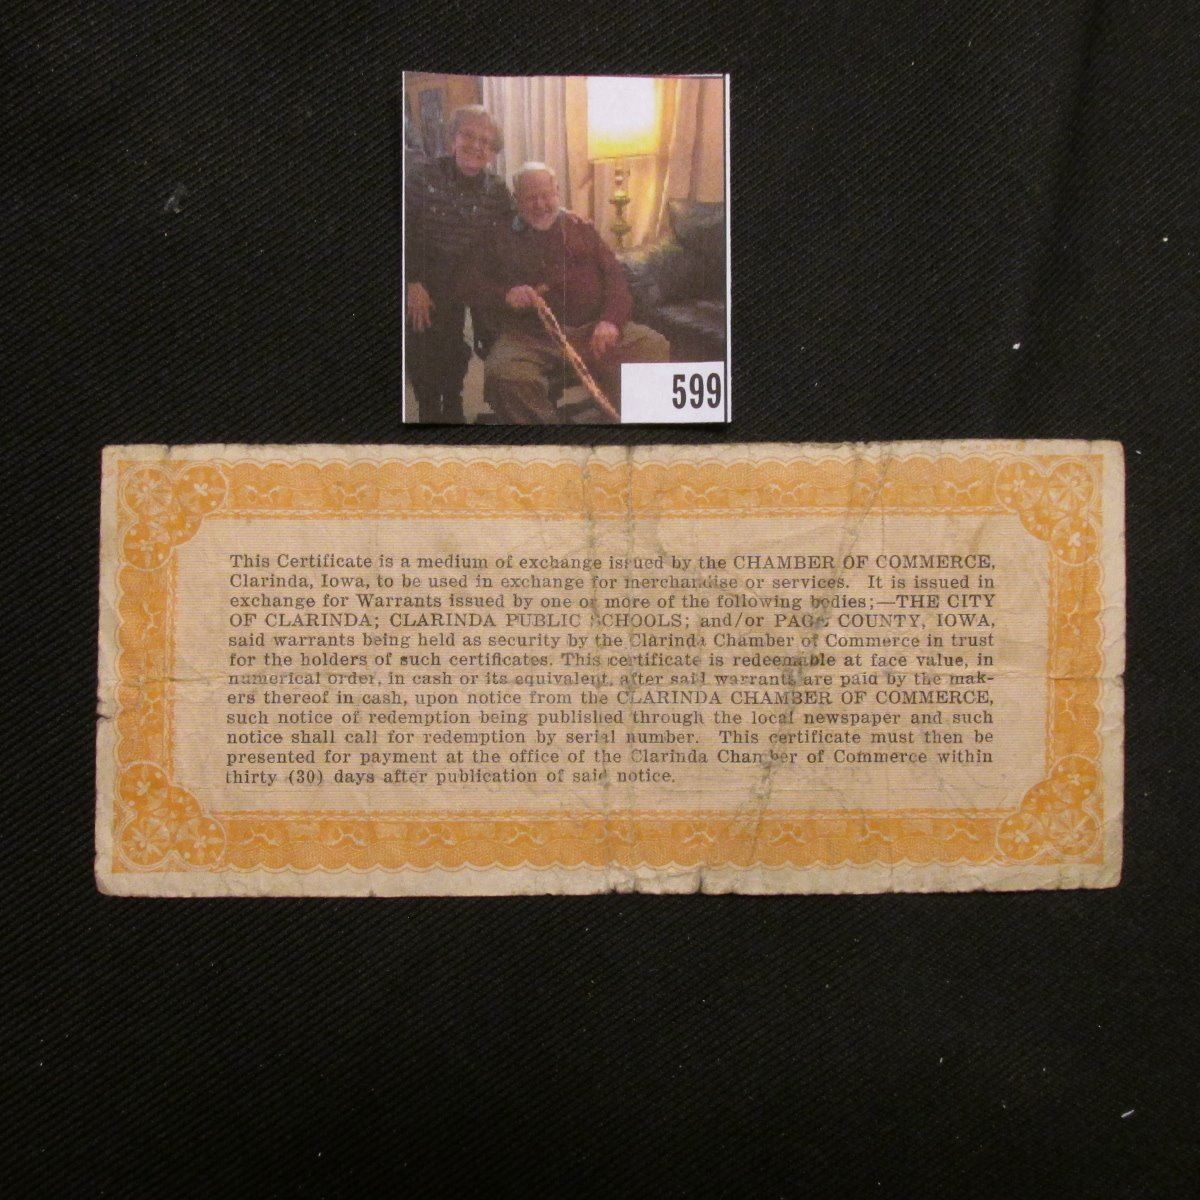 599
This Certificate is a medium of exchange issued by the CHAMBER OF COMMERCE,
Clarinda, Iowa, to be used in exchange for merchandise or services. It is issued in
exchange for Warrants issued by one or more of the following bodies;—THE CITY
OF CLARINDA; CLARINDA PUBLIC SCHOOLS; and/or PAGE COUNTY, IOWA,
said warrants being held as security by the Clarinda Chamber of Commerce in trust
for the holders of such certificates. This certificate is redeemable at face value, in
numerical order, in cash or its equivalent, after said warrants are paid by the mak-
ers thereof in cash, upon notice from the CLARINDA CHAMBER OF COMMERCE,
such notice of redemption being published through the local newspaper and such
notice shall call for redemption by serial number. This certificate must then be
presented for payment at the office of the Clarinda Chamber of Commerce within
thirty (30) days after publication of said notice.